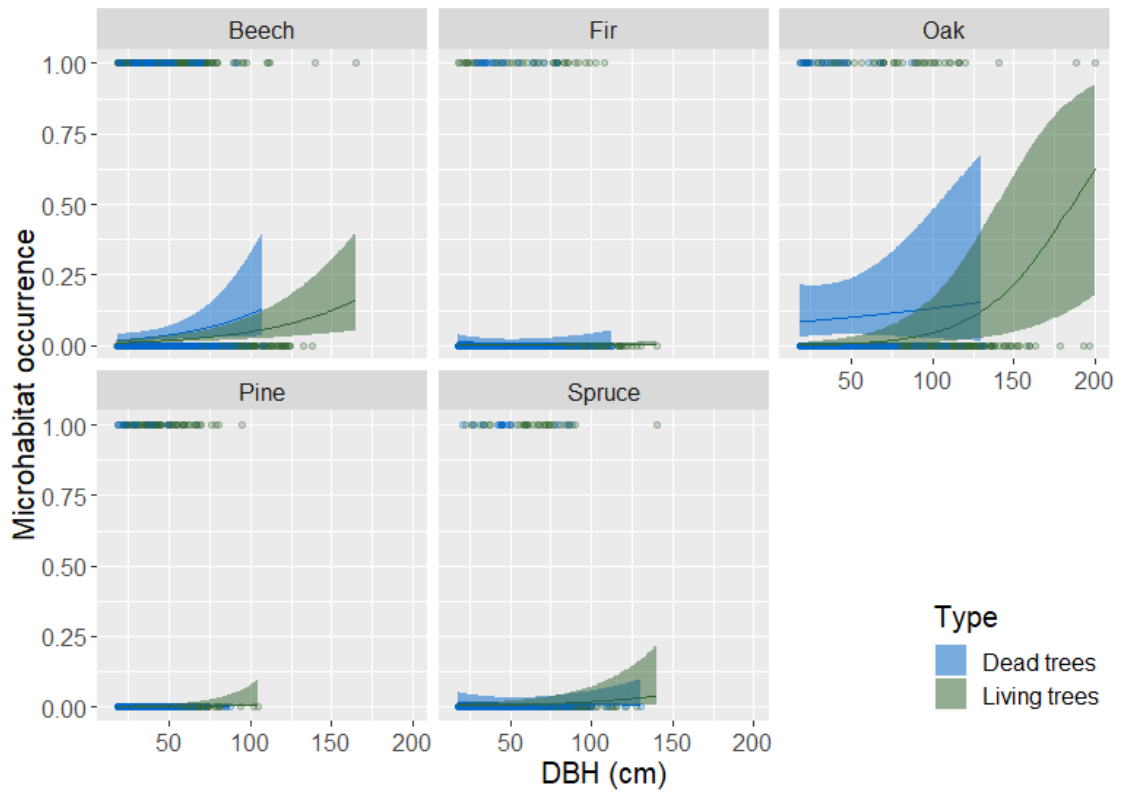 Beech
Fir
Oak
1.00
0.75
0.50
0.25
0.00
50 100 150 200
Pine
Spruce
1.00
0.75
0.50
0.25
0.00
50 100 150 200
50 100 150 200
Microhabitat occurrence
DBH (cm)
Type
Dead trees
Living trees